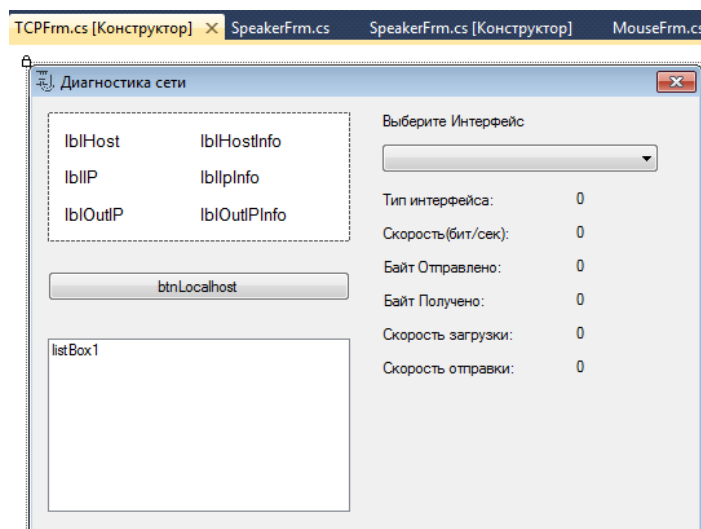 TCPFrm.cs [Конструктор] SpeakerFrm.cs SpeakerFrm.cs [Конструктор] MouseFrm.cs
Диагностика сети
lblHost lblHostInfo
lblIP lblIpInfo
lblOutIP lblOutIPInfo
btnLocalhost
listBox1
Выберите Интерфейс
Тип интерфейса: 0
Скорость(бит/сек): 0
Байт Отправлено: 0
Байт Получено: 0
Скорость загрузки: 0
Скорость отправки: 0